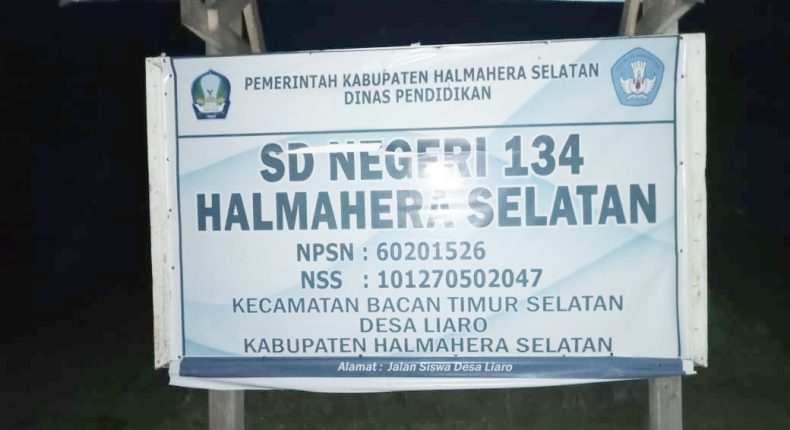 PEMERINTAH KABUPATEN HALMAHERA SELATAN
DINAS PENDIDIKAN
SD NEGERI 134
HALMAHERA SELATAN
NPSN : 60201526
NSS : 101270502047
KECAMATAN BACAN TIMUR SELATAN
DESA LIARO
KABUPATEN HALMAHERA SELATAN
Alamat : Jalan Siswa Desa Liaro